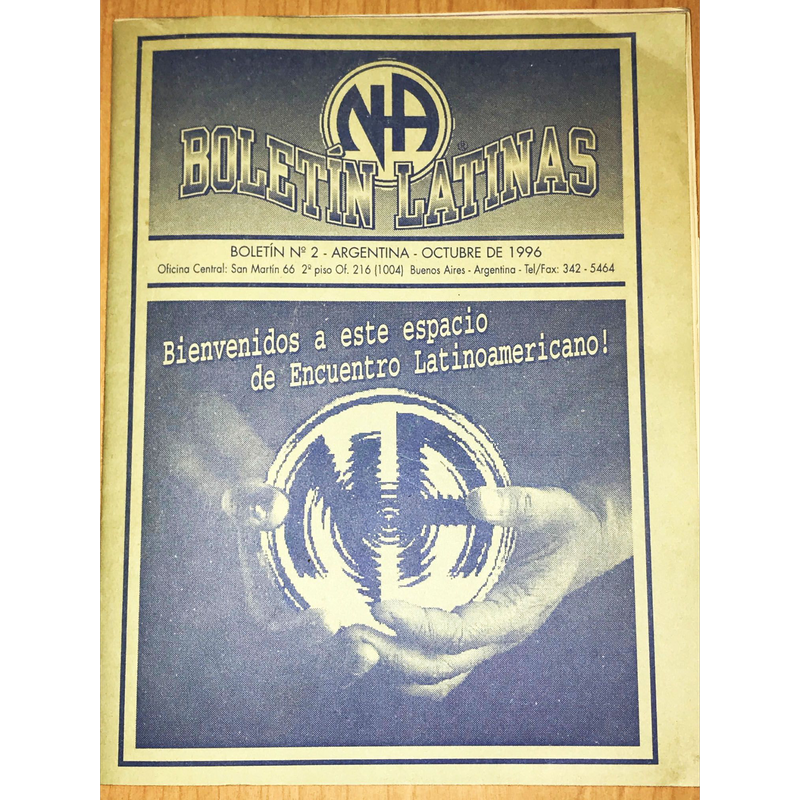 NA ®
BOLETÍN LATINAS
BOLETÍN Nº 2 - ARGENTINA - OCTUBRE DE 1996
Oficina Central: San Martín 66 2º piso Of. 216 (1004) Buenos Aires - Argentina - Tel/Fax: 342 - 5464
Bienvenidos a este espacio
de Encuentro Latinoamericano!
NA